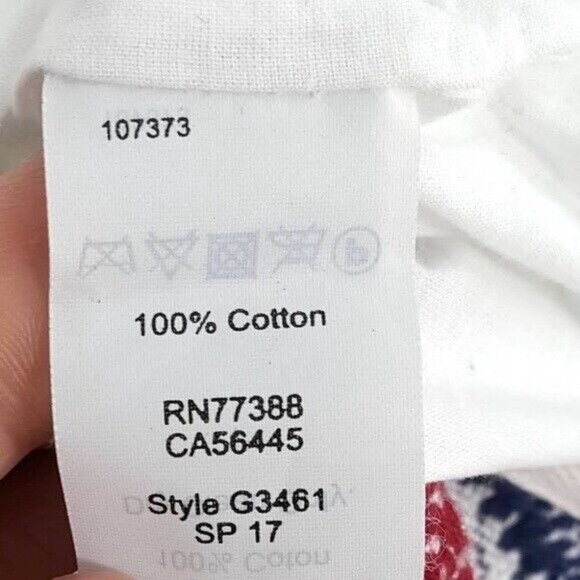 107373
100% Cotton
RN77388
CA56445
Style G3461
SP 17